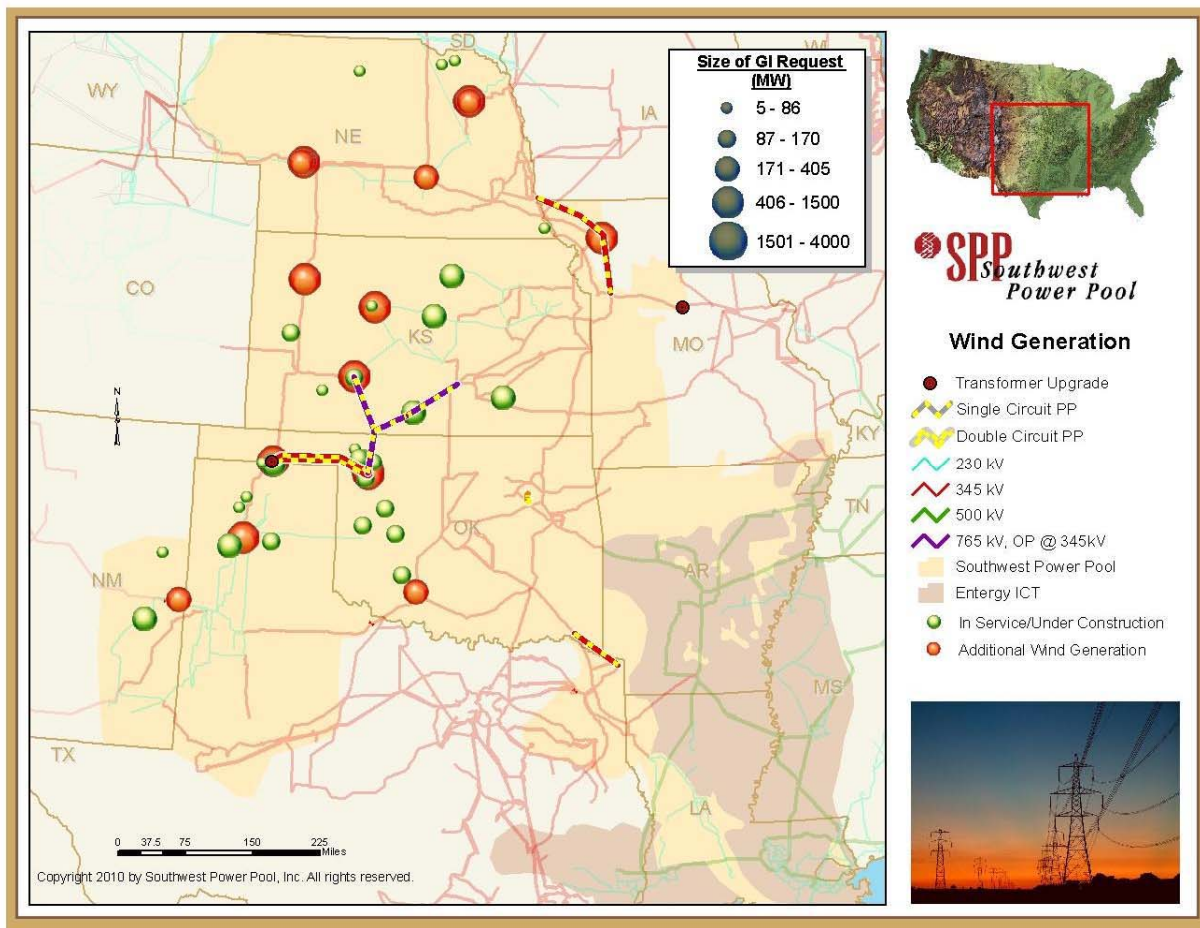 SD
WI
WY
NE
IA
CO
KS
MO
KY
OK
TN
NM
AR
MS
TX
LA
Size of GI Request
(MW)
5 - 86
87 - 170
171 - 405
406 - 1500
1501 - 4000
N
0 37.5 75 150 225
Miles
Copyright 2010 by Southwest Power Pool, Inc. All rights reserved.
SPP
Southwest
Power Pool
Wind Generation
Transformer Upgrade
Single Circuit PP
Double Circuit PP
230 kV
345 kV
500 kV
765 kV, OP @ 345kV
Southwest Power Pool
Entergy ICT
In Service/Under Construction
Additional Wind Generation